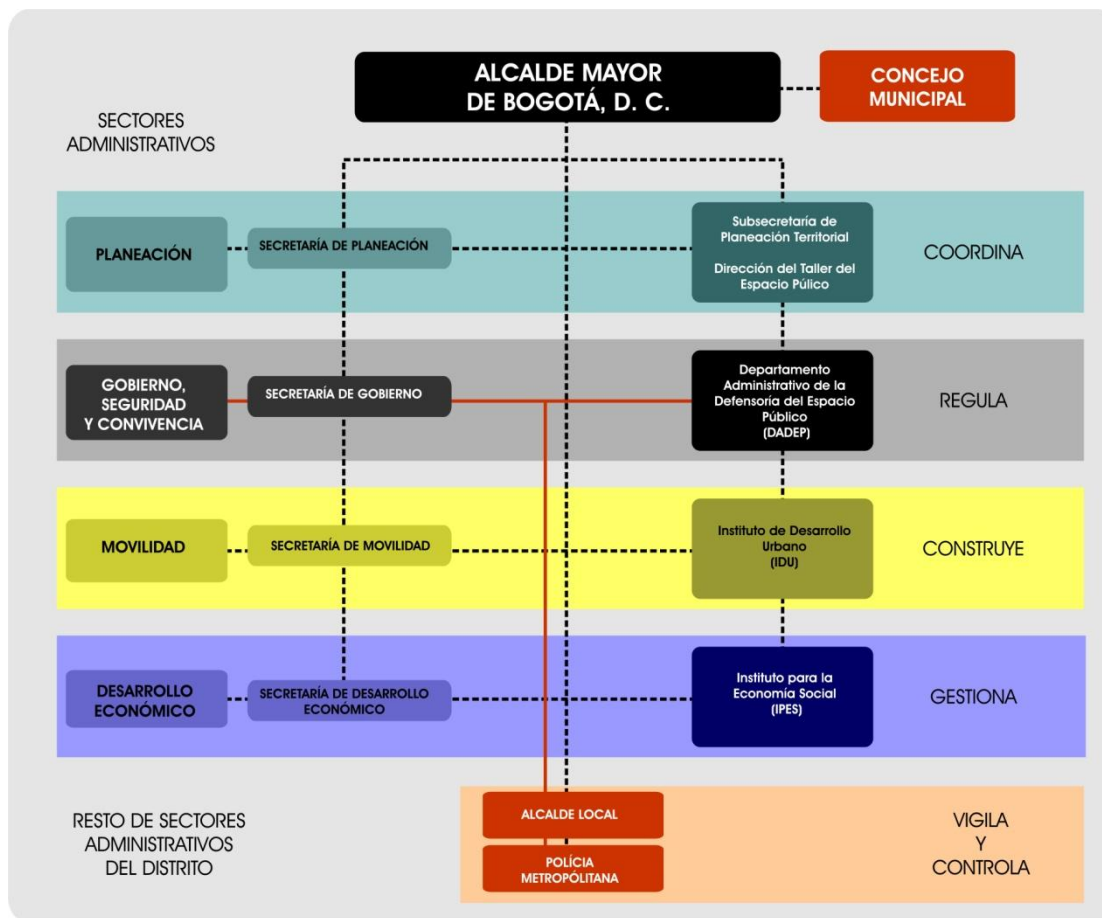 ALCALDE MAYOR
DE BOGOTÁ, D. C.
CONCEJO
MUNICIPAL
SECTORES
ADMINISTRATIVOS
PLANEACIÓN
SECRETARÍA DE PLANEACIÓN
Subsecretaría de
Planeación Territorial
Dirección del Taller del
Espacio Púlico
COORDINA
GOBIERNO,
SEGURIDAD
Y CONVIVENCIA
SECRETARÍA DE GOBIERNO
Departamento
Administrativo de la
Defensoría del Espacio
Público
(DADEP)
REGULA
MOVILIDAD
SECRETARÍA DE MOVILIDAD
Instituto de Desarrollo
Urbano
(IDU)
CONSTRUYE
DESARROLLO
ECONÓMICO
SECRETARÍA DE DESARROLLO
ECONÓMICO
Instituto para la
Economía Social
(IPES)
GESTIONA
RESTO DE SECTORES
ADMINISTRATIVOS
DEL DISTRITO
ALCALDE LOCAL
POLÍCIA
METROPÓLITANA
VIGILA
Y
CONTROLA